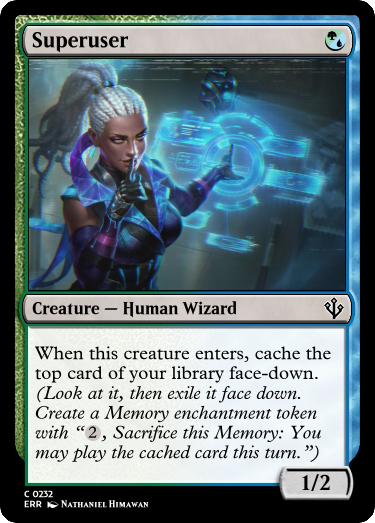 Superuser
Creature — Human Wizard
When this creature enters, cache the
top card of your library face-down.
(Look at it, then exile it face down.
Create a Memory enchantment token
with “2, Sacrifice this Memory: You
may play the cached card this turn.”)
1/2
C 0232
ERR Nathaniel Himawan